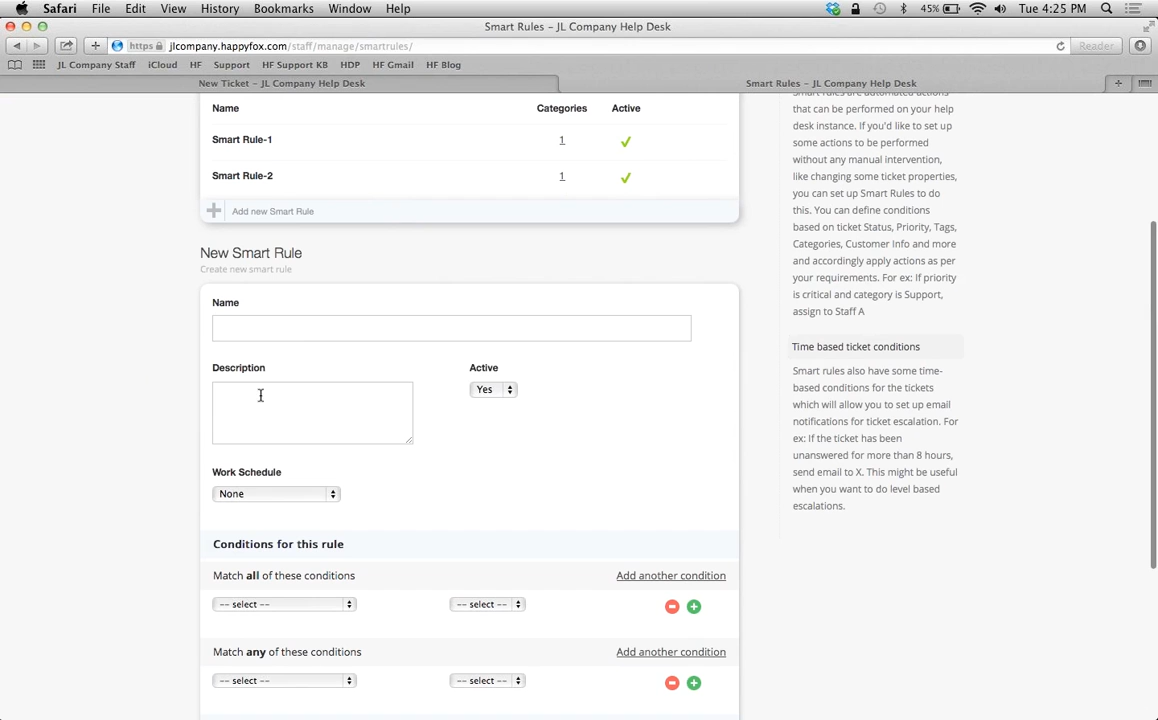 Safari File Edit View History Bookmarks Window Help 45% Tue 4:25 PM
Smart Rules – JL Company Help Desk
https jlcompany.happyfox.com/staff/manage/smartrules/ Reader
JL Company Staff iCloud HF Support HF Support KB HDP HF Gmail HF Blog
New Ticket – JL Company Help Desk Smart Rules – JL Company Help Desk
Name Categories Active
Smart Rule-1 1
Smart Rule-2 1
Add new Smart Rule
New Smart Rule
Create new smart rule
Name
Description Active
Yes
Work Schedule
None
Conditions for this rule
Match all of these conditions Add another condition
-- select -- -- select --
Match any of these conditions Add another condition
-- select -- -- select --
Smart rules are automated actions
that can be performed on your help
desk instance. If you'd like to set up
some actions to be performed
without any manual intervention,
like changing some ticket properties,
you can set up Smart Rules to do
this. You can define conditions
based on ticket Status, Priority, Tags,
Categories, Customer Info and more
and accordingly apply actions as per
your requirements. For ex: If priority
is critical and category is Support,
assign to Staff A
Time based ticket conditions
Smart rules also have some time-
based conditions for the tickets
which will allow you to set up email
notifications for ticket escalation. For
ex: If the ticket has been
unanswered for more than 8 hours,
send email to X. This might be useful
when you want to do level based
escalations.